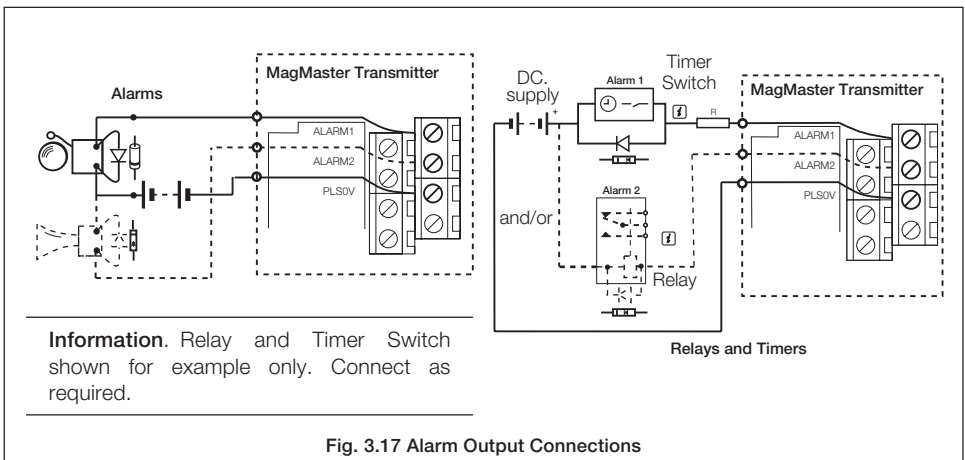 Alarms
MagMaster Transmitter
ALARM1
ALARM2
PLS0V
Information. Relay and Timer Switch
shown for example only. Connect as
required.
DC.
supply
+
Alarm 1
Timer
Switch
R
MagMaster Transmitter
ALARM1
ALARM2
PLS0V
and/or
Alarm 2
Relay
Relays and Timers
Fig. 3.17 Alarm Output Connections